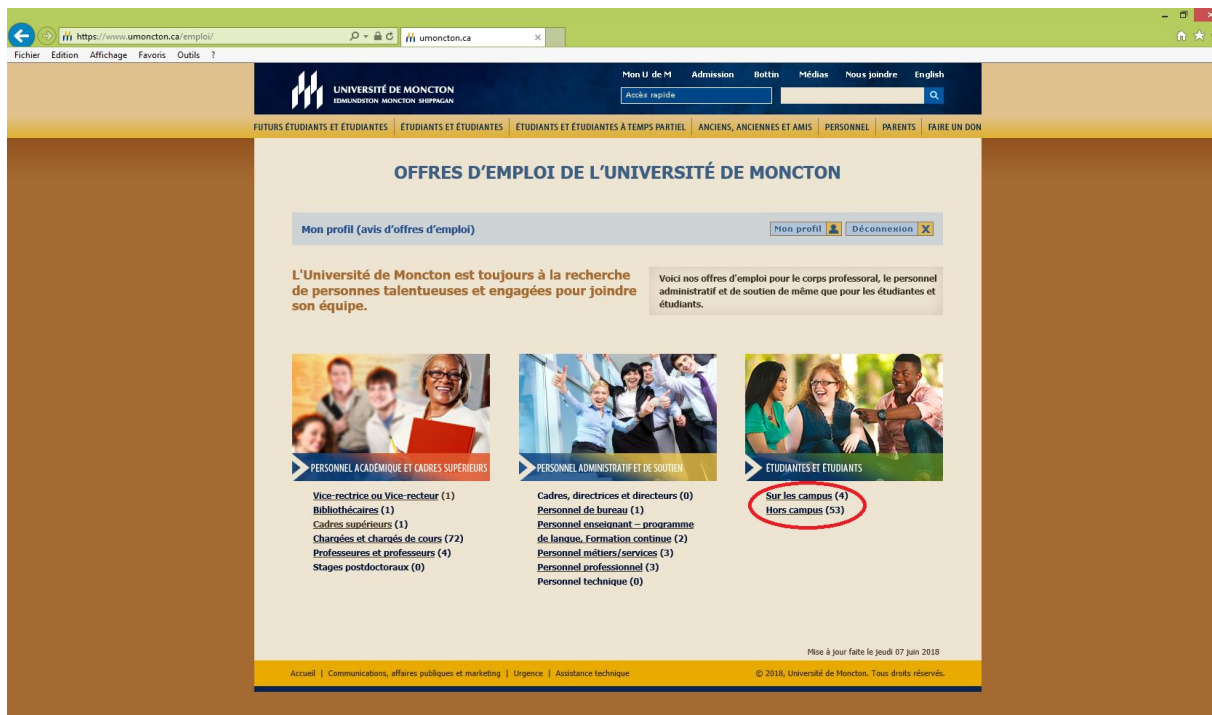 https://www.umoncton.ca/emploi/
umoncton.ca
Fichier Edition Affichage Favoris Outils ?
UNIVERSITÉ DE MONCTON
EDMUNDSTON MONCTON SHIPPAGAN
Mon U de M Admission Bottin Médias Nous joindre English
Accès rapide
FUTURS ÉTUDIANTS ET ÉTUDIANTES ÉTUDIANTS ET ÉTUDIANTES ÉTUDIANTS ET ÉTUDIANTES À TEMPS PARTIEL ANCIENS, ANCIENNES ET AMIS PERSONNEL PARENTS FAIRE UN DON
OFFRES D'EMPLOI DE L'UNIVERSITÉ DE MONCTON
Mon profil (avis d'offres d'emploi)
Mon profil Déconnexion X
L'Université de Moncton est toujours à la recherche
de personnes talentueuses et engagées pour joindre
son équipe.
Voici nos offres d'emploi pour le corps professoral, le personnel
administratif et de soutien de même que pour les étudiantes et
étudiants.
PERSONNEL ACADÉMIQUE ET CADRES SUPÉRIEURS
Vice-rectrice ou Vice-recteur (1)
Bibliothécaires (1)
Cadres supérieurs (1)
Chargées et chargés de cours (72)
Professeures et professeurs (4)
Stages postdoctoraux (0)
PERSONNEL ADMINISTRATIF ET DE SOUTIEN
Cadres, directrices et directeurs (0)
Personnel de bureau (1)
Personnel enseignant – programme
de langue, Formation continue (2)
Personnel métiers/services (3)
Personnel professionnel (3)
Personnel technique (0)
ÉTUDIANTES ET ÉTUDIANTS
Sur les campus (4)
Hors campus (53)
Mise à jour faite le jeudi 07 juin 2018
Accueil | Communications, affaires publiques et marketing | Urgence | Assistance technique
© 2018, Université de Moncton. Tous droits réservés.